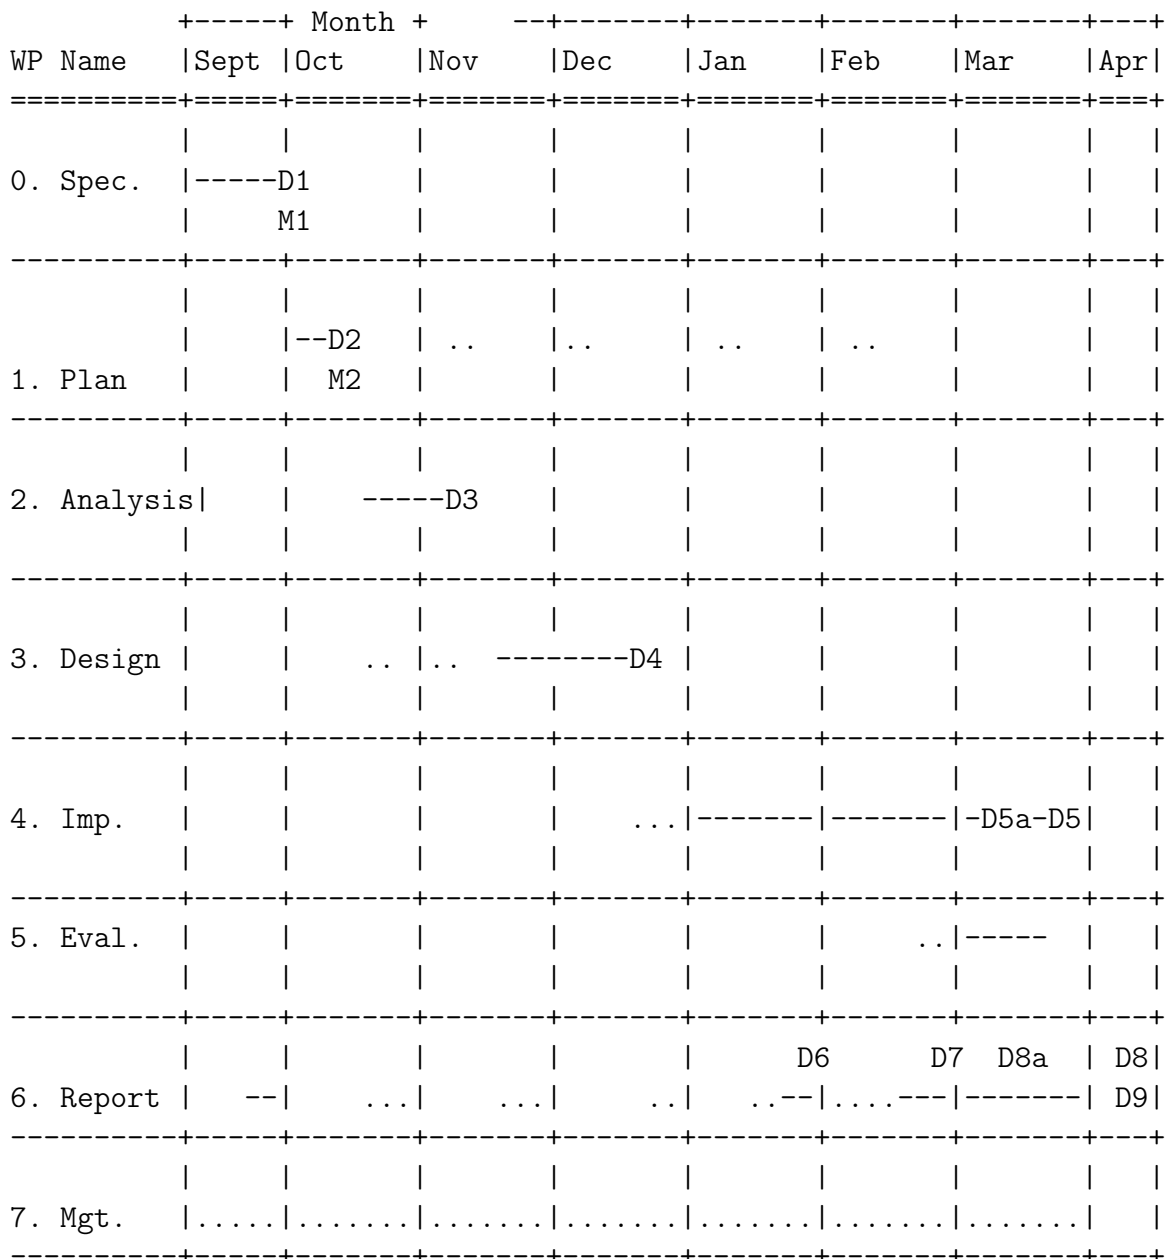 +-----+ Month +     --+-------+-------+-------+-------+---+
WP Name   |Sept |Oct    |Nov    |Dec    |Jan    |Feb    |Mar    |Apr|
==========+=====+=======+=======+=======+=======+=======+=======+===+
          |     |       |       |       |       |       |       |   |
0. Spec.  |-----D1      |       |       |       |       |       |   |
          |     M1      |       |       |       |       |       |   |
----------+-----+-------+-------+-------+-------+-------+-------+---+
          |     |       |       |       |       |       |       |   |
          |     |--D2   | ..    |..     | ..    | ..    |       |   |
1. Plan   |     |  M2   |       |       |       |       |       |   |
----------+-----+-------+-------+-------+-------+-------+-------+---+
          |     |       |       |       |       |       |       |   |
2. Analysis|    |    -----D3    |       |       |       |       |   |
          |     |       |       |       |       |       |       |   |
----------+-----+-------+-------+-------+-------+-------+-------+---+
          |     |       |       |       |       |       |       |   |
3. Design |     |    .. |..  --------D4 |       |       |       |   |
          |     |       |       |       |       |       |       |   |
----------+-----+-------+-------+-------+-------+-------+-------+---+
          |     |       |       |       |       |       |       |   |
4. Imp.   |     |       |       |    ...|-------|-------|-D5a-D5|   |
          |     |       |       |       |       |       |       |   |
----------+-----+-------+-------+-------+-------+-------+-------+---+
5. Eval.  |     |       |       |       |       |     ..|-----  |   |
          |     |       |       |       |       |       |       |   |
----------+-----+-------+-------+-------+-------+-------+-------+---+
          |     |       |       |       |      D6      D7  D8a  | D8|
6. Report |   --|    ...|    ...|     ..|   ..--|....---|-------| D9|
----------+-----+-------+-------+-------+-------+-------+-------+---+
          |     |       |       |       |       |       |       |   |
7. Mgt.   |.....|.......|.......|.......|.......|.......|.......|   |
----------+-----+-------+-------+-------+-------+-------+-------+---+